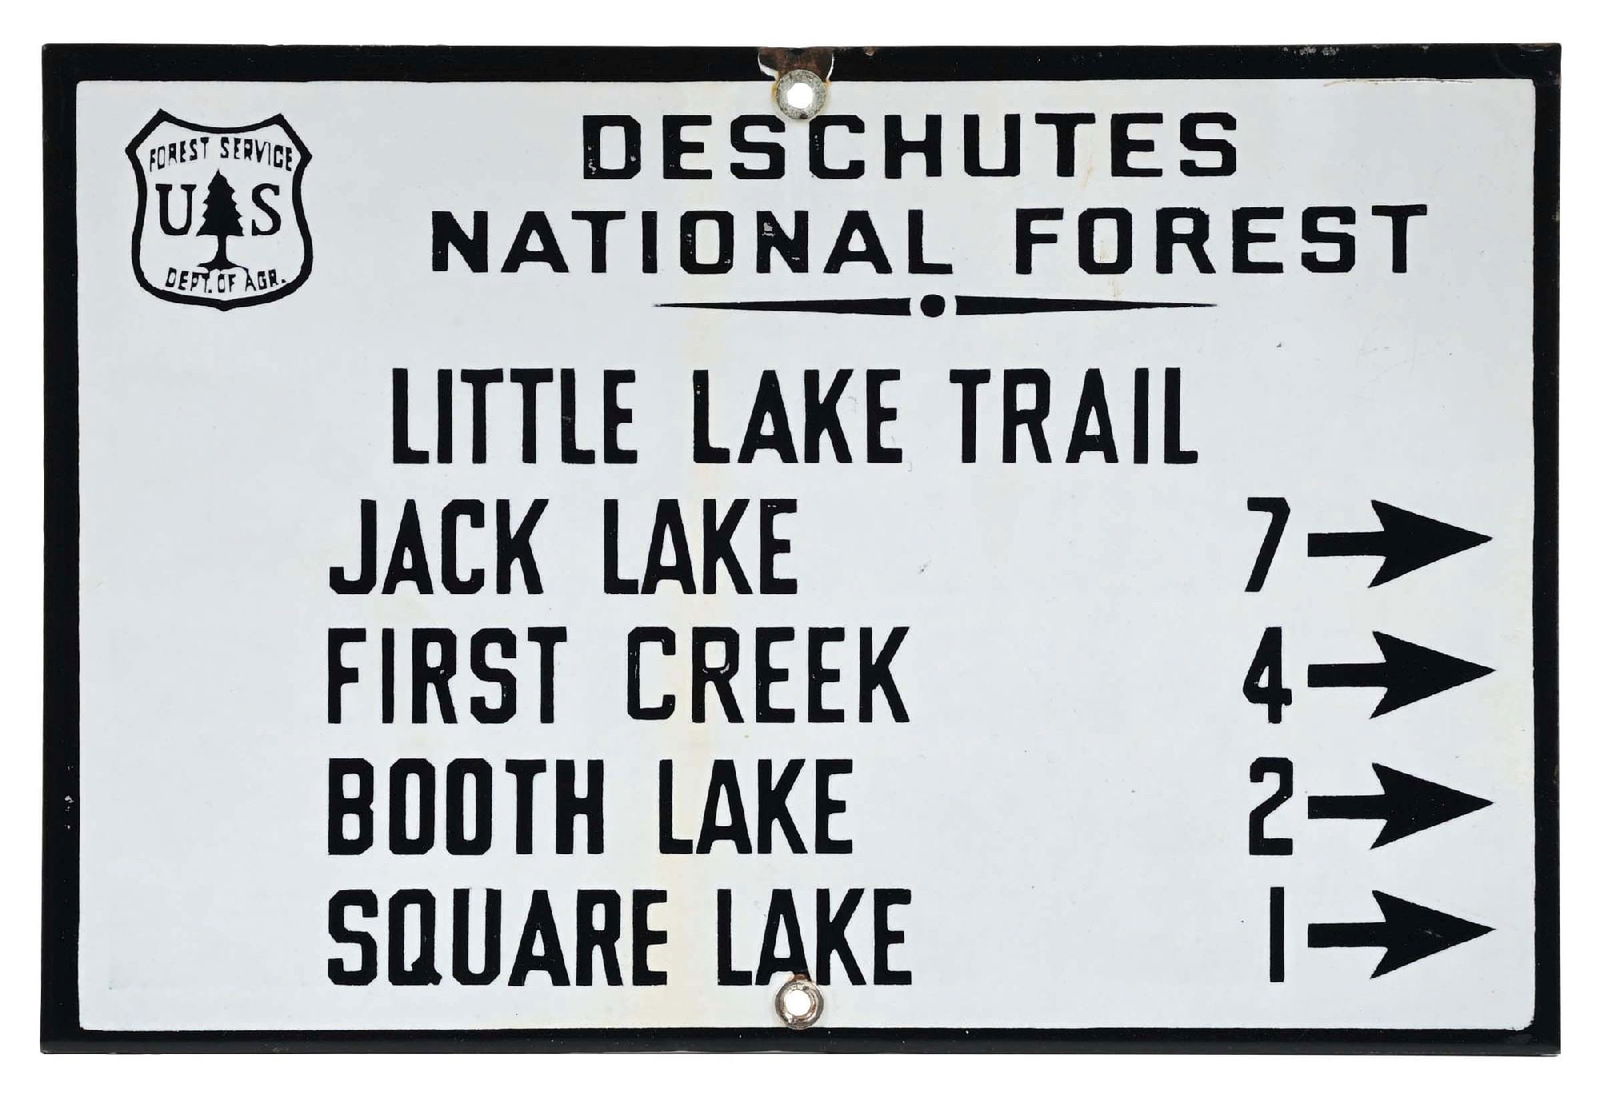 FOREST SERVICE
U S
DEPT. OF AGR.
DESCHUTES
NATIONAL FOREST
LITTLE LAKE TRAIL
JACK LAKE 7
FIRST CREEK 4
BOOTH LAKE 2
SQUARE LAKE 1